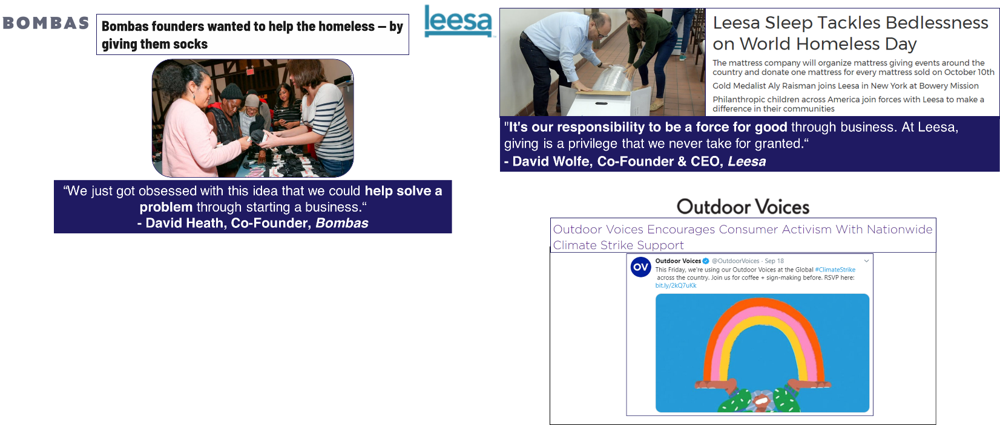 BOMBAS
Bombas founders wanted to help the homeless – by
giving them socks
“We just got obsessed with this idea that we could help solve a
problem through starting a business.“
- David Heath, Co-Founder, Bombas
leesa
Leesa Sleep Tackles Bedlessness
on World Homeless Day
The mattress company will organize mattress giving events around the
country and donate one mattress for every mattress sold on October 10th
Gold Medalist Aly Raisman joins Leesa in New York at Bowery Mission
Philanthropic children across America join forces with Leesa to make a
difference in their communities
"It's our responsibility to be a force for good through business. At Leesa,
giving is a privilege that we never take for granted.“
- David Wolfe, Co-Founder & CEO, Leesa
Outdoor Voices
Outdoor Voices Encourages Consumer Activism With Nationwide
Climate Strike Support
OV
Outdoor Voices @OutdoorVoices · Sep 18
This Friday, we're using our Outdoor Voices at the Global #ClimateStrike
across the country. Join us for coffee + sign-making before. RSVP here:
bit.ly/2kQ7uKk